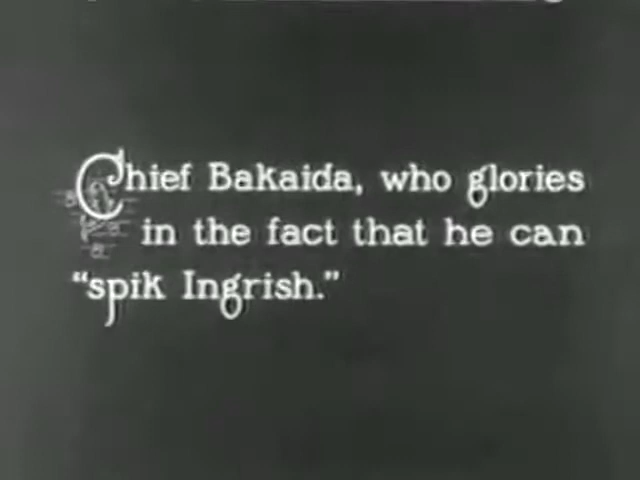 Chief Bakaida, who glories
in the fact that he can
“spik Ingrish.”